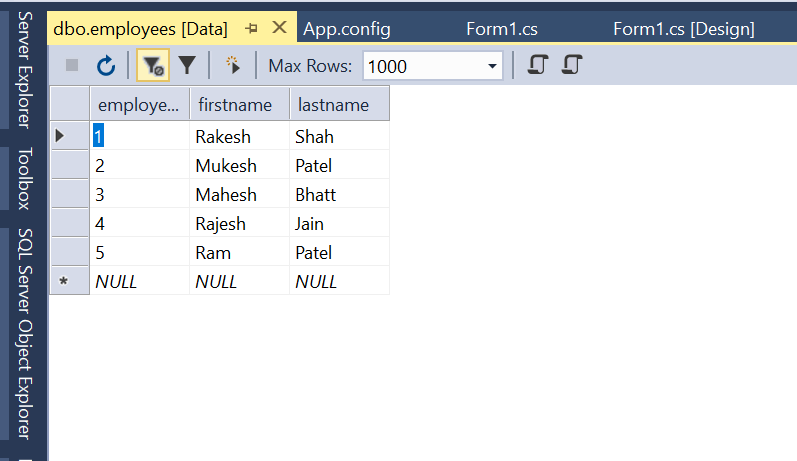 dbo.employees [Data] App.config Form1.cs Form1.cs [Design]
Max Rows: 1000
employe... firstname lastname
1 Rakesh Shah
2 Mukesh Patel
3 Mahesh Bhatt
4 Rajesh Jain
5 Ram Patel
* NULL NULL NULL
Server Explorer
Toolbox
SQL Server Object Explorer